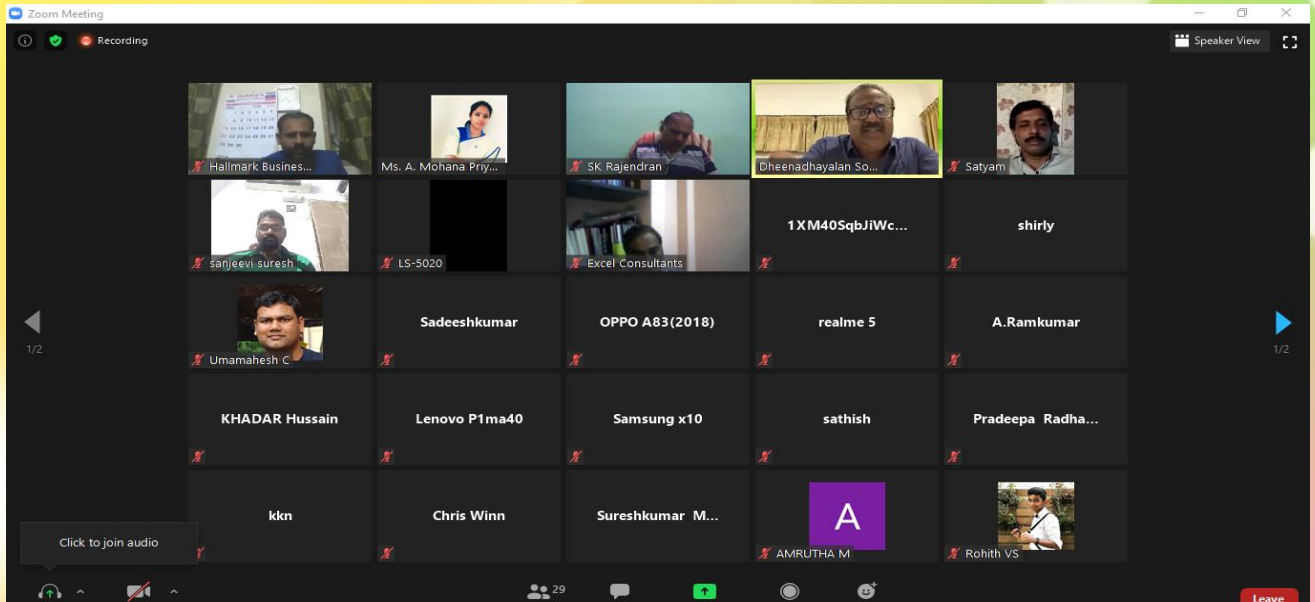 Zoom Meeting
Recording
Speaker View
Hallmark Busines...
Ms. A. Mohana Priy...
SK Rajendran
Dheenadhayalan So...
Satyam
sanjeevi suresh
LS-5020
Excel Consultants
1XM40SqbJiWc...
shirly
Umamahesh C
Sadeeshkumar
OPPO A83(2018)
realme 5
A.Ramkumar
1/2
1/2
KHADAR Hussain
Lenovo P1ma40
Samsung x10
sathish
Pradeepa Radha...
kkn
Chris Winn
Sureshkumar M...
A
AMRUTHA M
Rohith VS
Click to join audio
29
Leave